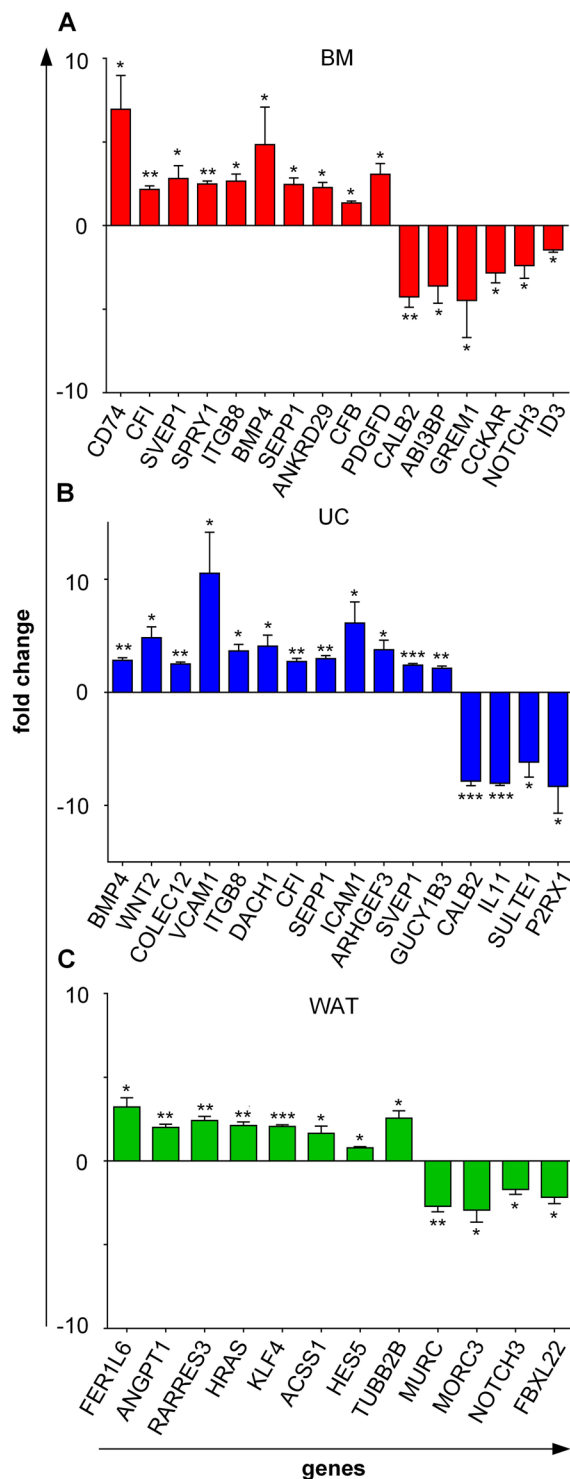 A
BM
10
0
-10
* ** * ** * * * * * * ** * * * * *
CD74 CFI SVEP1 SPRY1 ITGB8 BMP4 SEPP1 ANKRD29 CFB PDGFD CALB2 ABI3BP GREM1 CCKAR NOTCH3 ID3
B
UC
10
0
-10
** * ** * * * ** ** * * *** ** *** *** * *
BMP4 WNT2 COLEC12 VCAM1 ITGB8 DACH1 CFI SEPP1 ICAM1 ARHGEF3 SVEP1 GUCY1B3 CALB2 IL11 SULTE1 P2RX1
fold change
C
WAT
10
0
-10
* ** ** ** *** * * * ** * * *
FER1L6 ANGPT1 RARRES3 HRAS KLF4 ACSS1 HES5 TUBB2B MURC MORC3 NOTCH3 FBXL22
genes